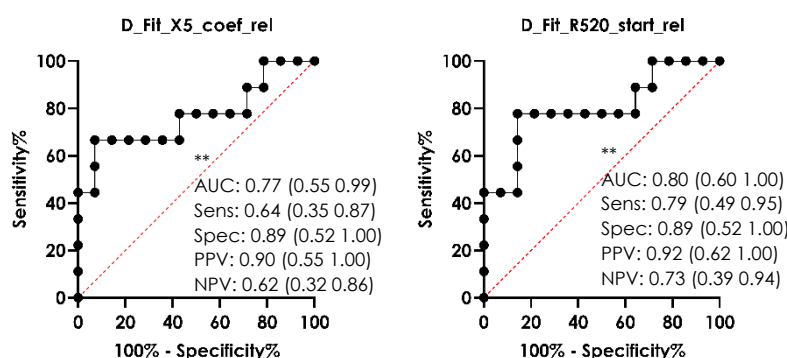 D_Fit_X5_coef_rel
100
80
60
40
20
0
Sensitivity%
**
AUC: 0.77 (0.55 0.99)
Sens: 0.64 (0.35 0.87)
Spec: 0.89 (0.52 1.00)
PPV: 0.90 (0.55 1.00)
NPV: 0.62 (0.32 0.86)
0 20 40 60 80 100
100% - Specificity%
D_Fit_R520_start_rel
100
80
60
40
20
0
Sensitivity%
**
AUC: 0.80 (0.60 1.00)
Sens: 0.79 (0.49 0.95)
Spec: 0.89 (0.52 1.00)
PPV: 0.92 (0.62 1.00)
NPV: 0.73 (0.39 0.94)
0 20 40 60 80 100
100% - Specificity%